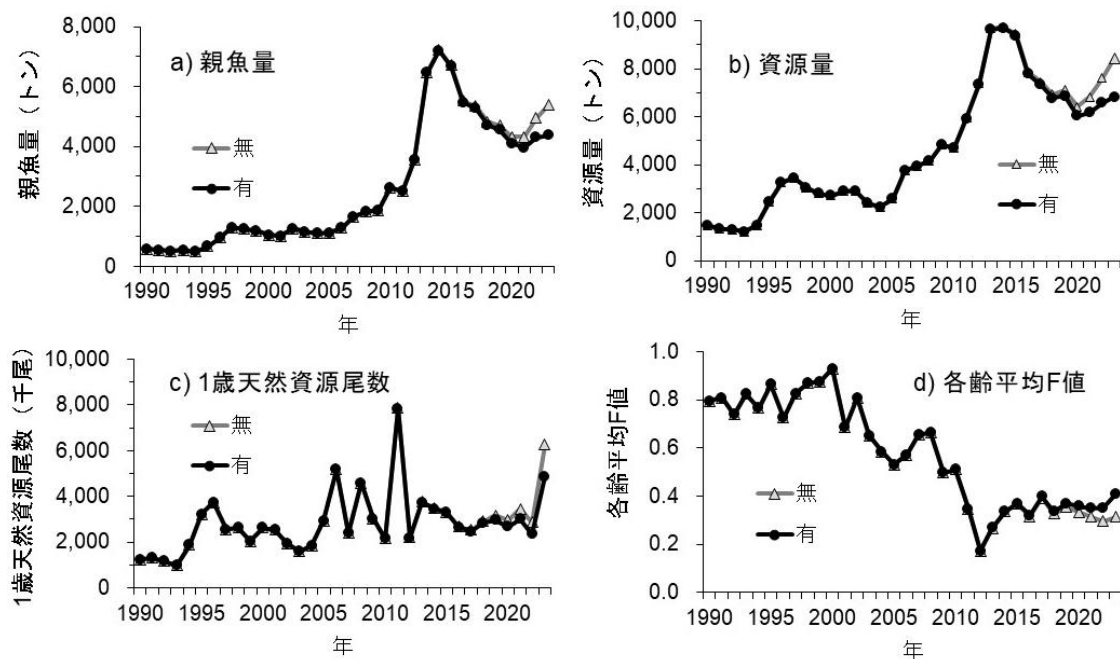 a) 親魚量
親魚量（トン）
8,000
6,000
4,000
2,000
0
無
有
1990
1995
2000
2005
2010
2015
2020
年
b) 資源量
資源量（トン）
10,000
8,000
6,000
4,000
2,000
0
無
有
1990
1995
2000
2005
2010
2015
2020
年
c) 1歳天然資源尾数
1歳天然資源尾数（千尾）
10,000
8,000
6,000
4,000
2,000
0
無
有
1990
1995
2000
2005
2010
2015
2020
年
d) 各齢平均F値
各齢平均F値
1.0
0.8
0.6
0.4
0.2
0.0
無
有
1990
1995
2000
2005
2010
2015
2020
年